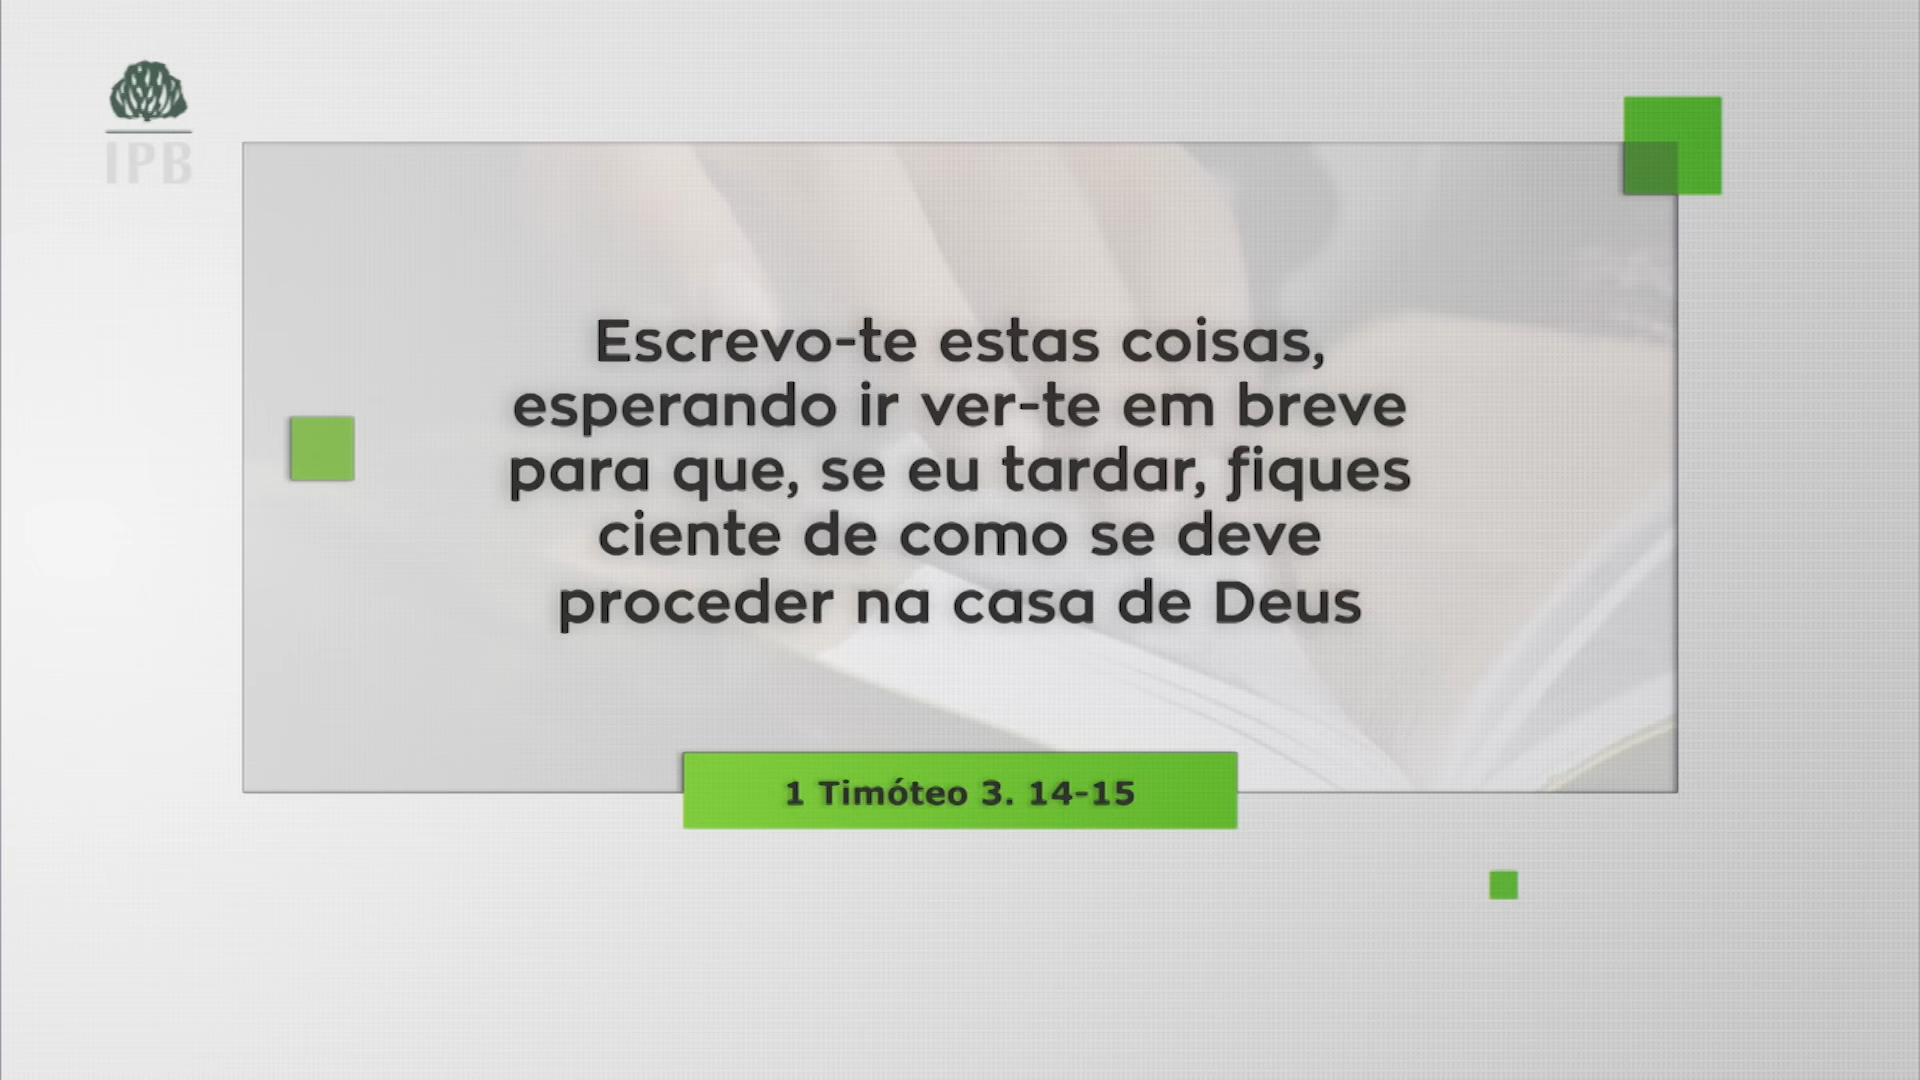 IPB
Escrevo-te estas coisas,
esperando ir ver-te em breve
para que, se eu tardar, fiques
ciente de como se deve
proceder na casa de Deus
1 Timóteo 3. 14-15